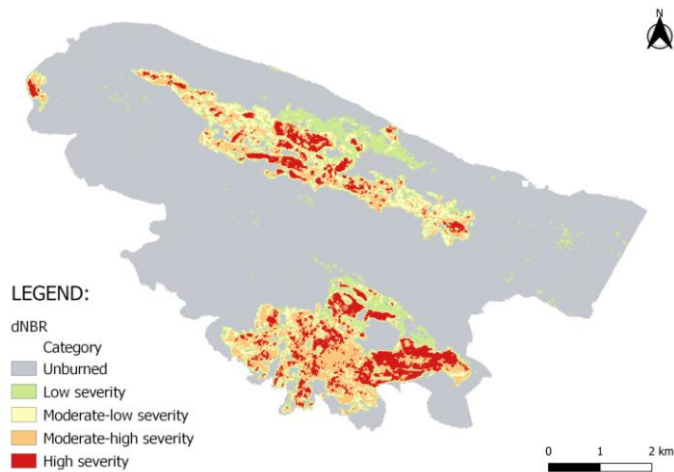 N
LEGEND:
dNBR
Category
Unburned
Low severity
Moderate-low severity
Moderate-high severity
High severity
0 1 2 km